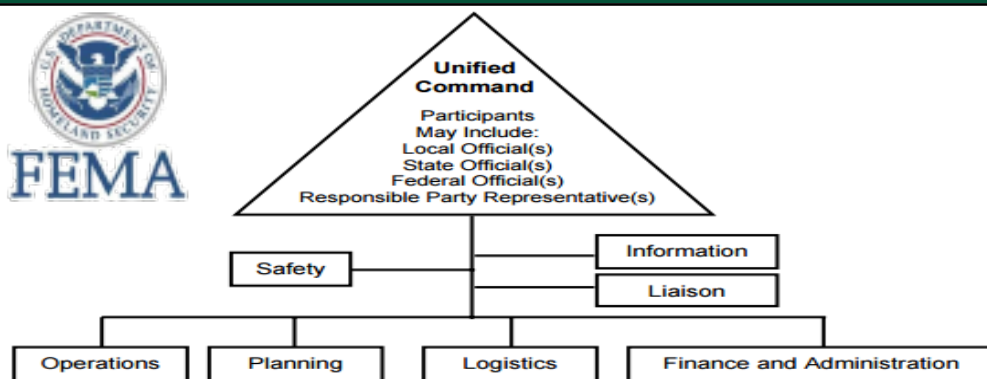 U.S. DEPARTMENT OF
HOMELAND SECURITY
FEMA
Unified
Command
Participants
May Include:
Local Official(s)
State Official(s)
Federal Official(s)
Responsible Party Representative(s)
Safety
Information
Liaison
Operations
Planning
Logistics
Finance and Administration